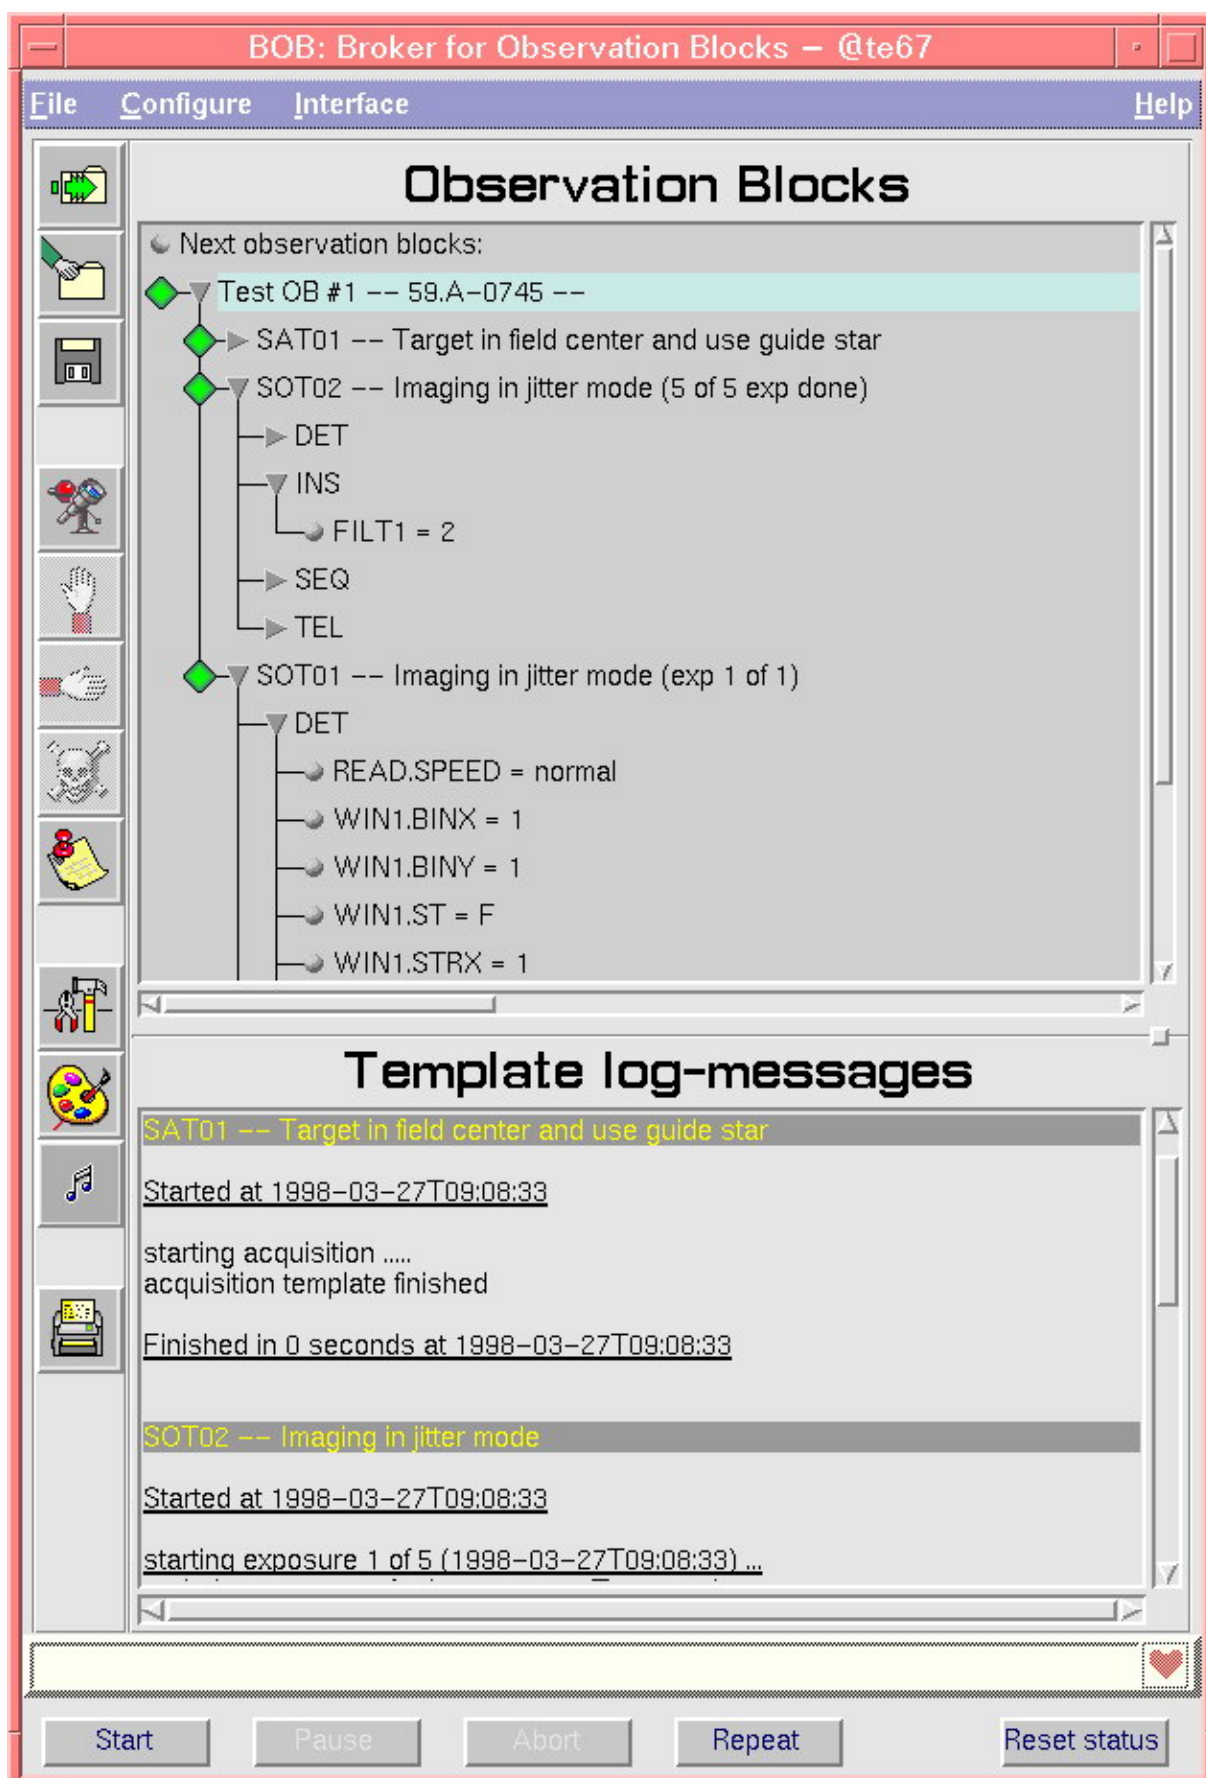 BOB: Broker for Observation Blocks – @te67
File Configure Interface Help
Observation Blocks
Next observation blocks:
Test OB #1 -- 59.A-0745 --
SAT01 -- Target in field center and use guide star
SOT02 -- Imaging in jitter mode (5 of 5 exp done)
DET
INS
FILT1 = 2
SEQ
TEL
SOT01 -- Imaging in jitter mode (exp 1 of 1)
DET
READ.SPEED = normal
WIN1.BINX = 1
WIN1.BINY = 1
WIN1.ST = F
WIN1.STRX = 1
Template log-messages
SAT01 -- Target in field center and use guide star
Started at 1998-03-27T09:08:33
starting acquisition .....
acquisition template finished
Finished in 0 seconds at 1998-03-27T09:08:33
SOT02 -- Imaging in jitter mode
Started at 1998-03-27T09:08:33
starting exposure 1 of 5 (1998-03-27T09:08:33) ...
Start Pause Abort Repeat Reset status